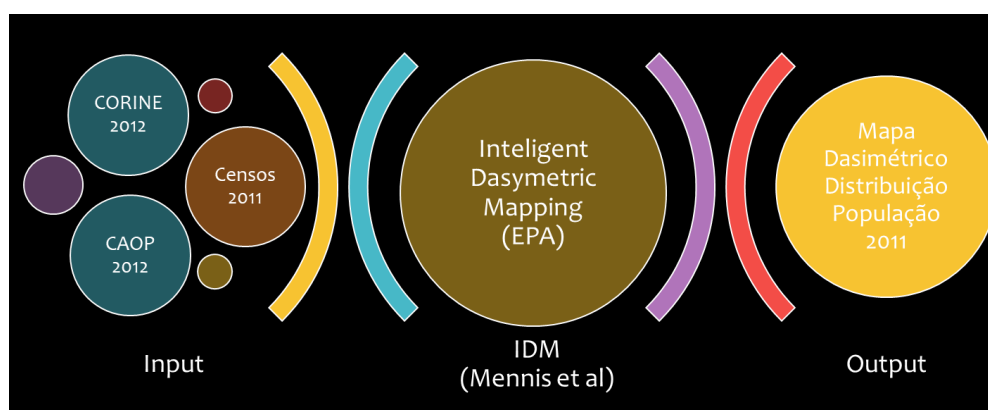 CORINE
2012
Censos
2011
CAOP
2012
Input
Inteligent
Dasymetric
Mapping
(EPA)
IDM
(Mennis et al)
Mapa
Dasimétrico
Distribuição
População
2011
Output